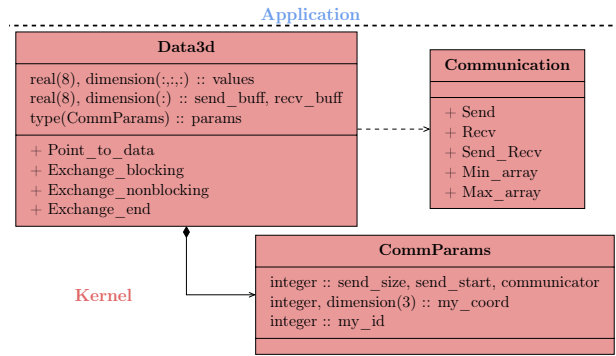 Application
Data3d
real(8), dimension(:,:,:) :: values
real(8), dimension(:) :: send_buff, recv_buff
type(CommParams) :: params
+ Point_to_data
+ Exchange_blocking
+ Exchange_nonblocking
+ Exchange_end
Communication
+ Send
+ Recv
+ Send_Recv
+ Min_array
+ Max_array
CommParams
integer :: send_size, send_start, communicator
integer, dimension(3) :: my_coord
integer :: my_id
Kernel